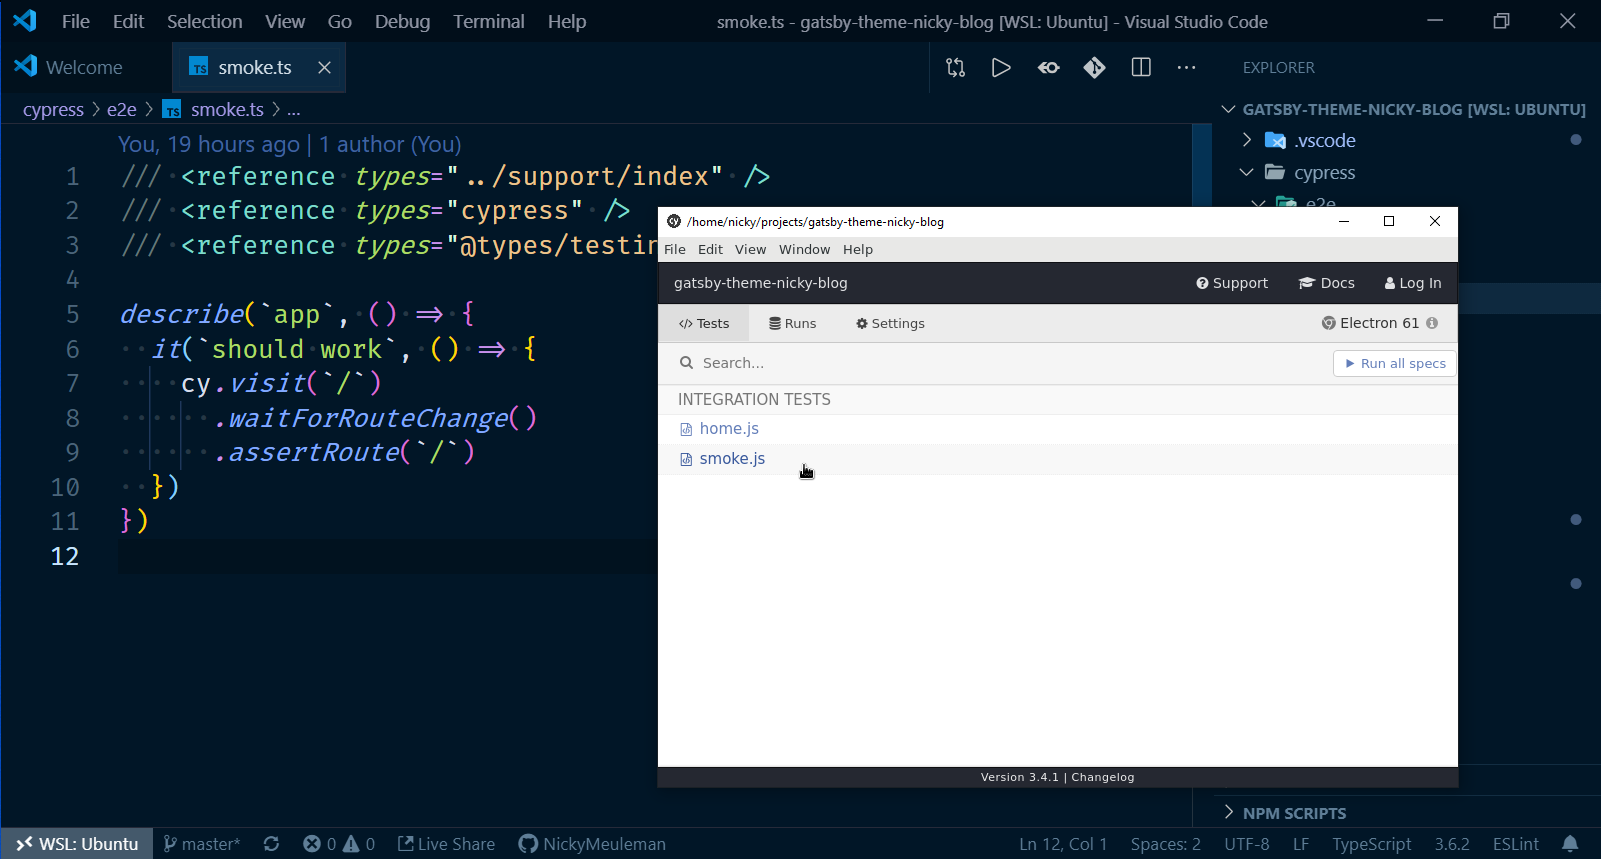 File Edit Selection View Go Debug Terminal Help smoke.ts - gatsby-theme-nicky-blog [WSL: Ubuntu] - Visual Studio Code
Welcome TS smoke.ts
EXPLORER
cypress > e2e > TS smoke.ts > ...
GATSBY-THEME-NICKY-BLOG [WSL: UBUNTU]
.vscode
cypress
e2e
You, 19 hours ago | 1 author (You)
1 /// <reference types="../support/index" />
2 /// <reference types="cypress" />
3 /// <reference types="@types/testin
4
5 describe(`app`, () => {
6 it(`should work`, () => {
7 cy.visit(`/`)
8 .waitForRouteChange()
9 .assertRoute(`/`)
10 })
11 })
12
/home/nicky/projects/gatsby-theme-nicky-blog
File Edit View Window Help
gatsby-theme-nicky-blog Support Docs Log In
</> Tests Runs Settings Electron 61
Search... Run all specs
INTEGRATION TESTS
home.js
smoke.js
Version 3.4.1 | Changelog
NPM SCRIPTS
WSL: Ubuntu master* 0 0 Live Share NickyMeuleman Ln 12, Col 1 Spaces: 2 UTF-8 LF TypeScript 3.6.2 ESLint